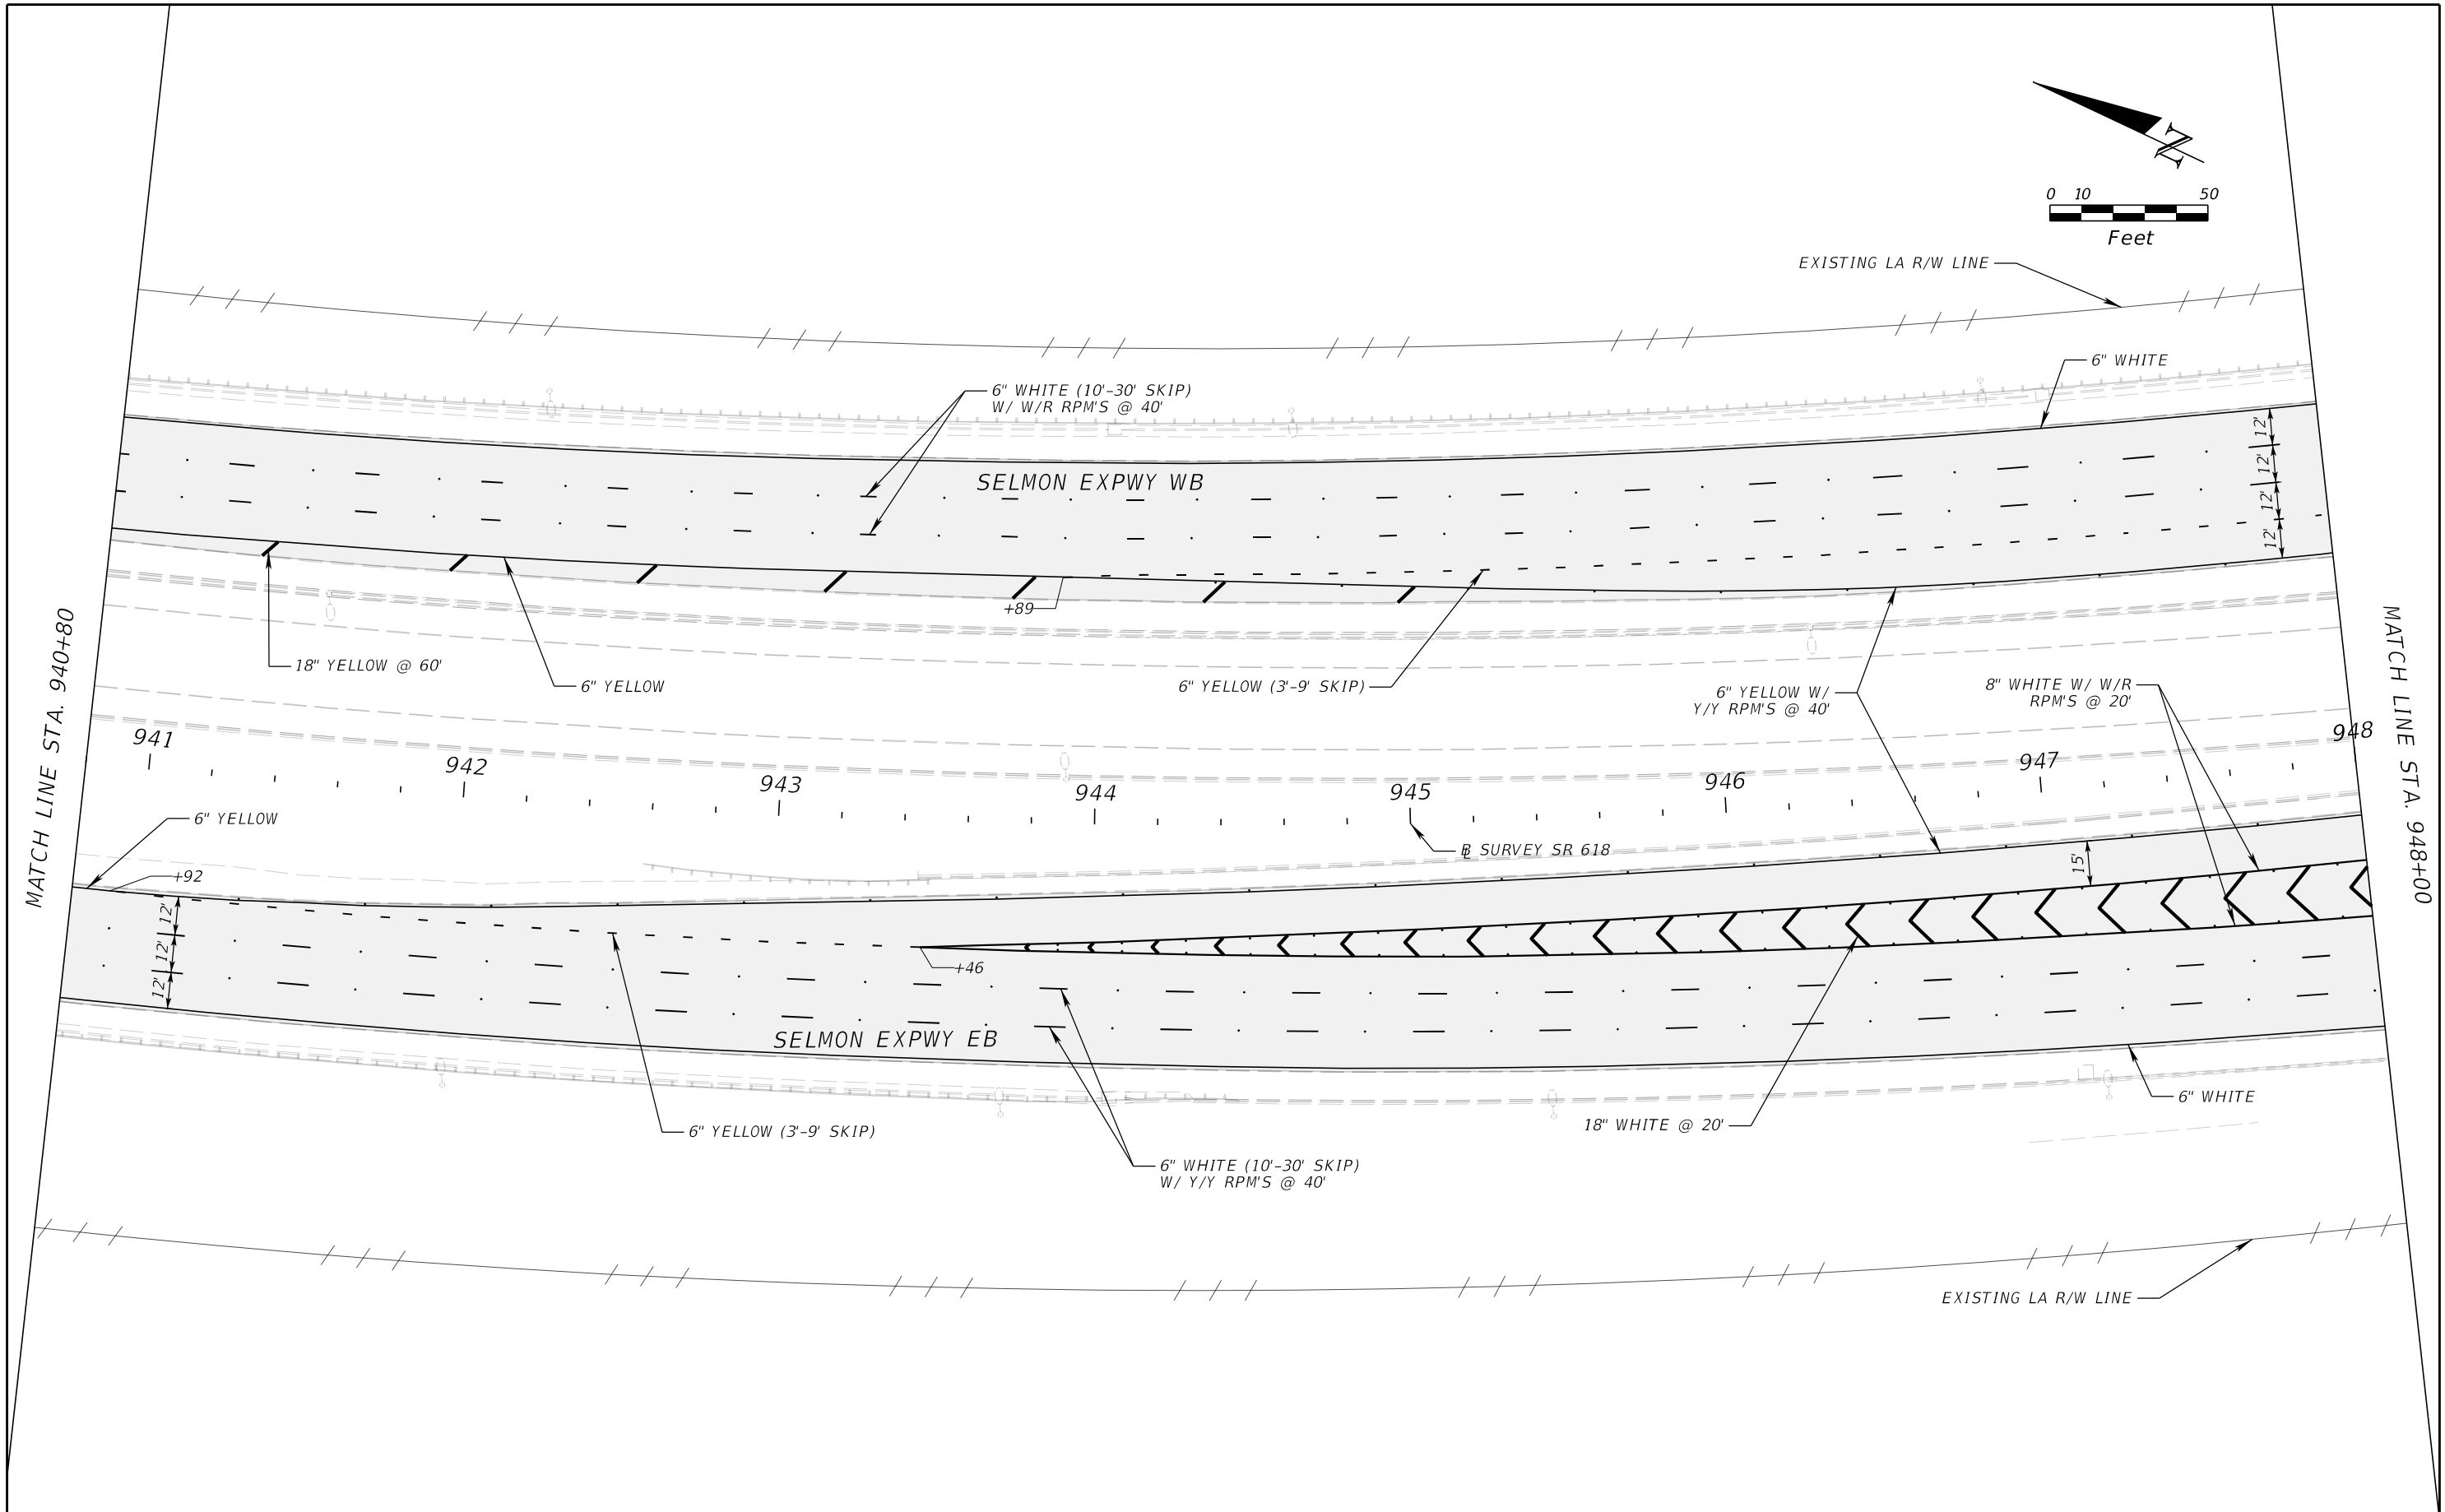 N
0 10 50
Feet
EXISTING LA R/W LINE
6" WHITE
6" WHITE (10'-30' SKIP)
W/ W/R RPM'S @ 40'
SELMON EXPWY WB
12'
12'
12'
12'
+89
18" YELLOW @ 60'
6" YELLOW
6" YELLOW (3'-9' SKIP)
6" YELLOW W/
Y/Y RPM'S @ 40'
8" WHITE W/ W/R
RPM'S @ 20'
MATCH LINE STA. 940+80
MATCH LINE STA. 948+00
941
942
943
944
945
946
947
948
6" YELLOW
+92
℄ SURVEY SR 618
15'
12'
12'
12'
+46
SELMON EXPWY EB
6" YELLOW (3'-9' SKIP)
6" WHITE (10'-30' SKIP)
W/ Y/Y RPM'S @ 40'
18" WHITE @ 20'
6" WHITE
EXISTING LA R/W LINE